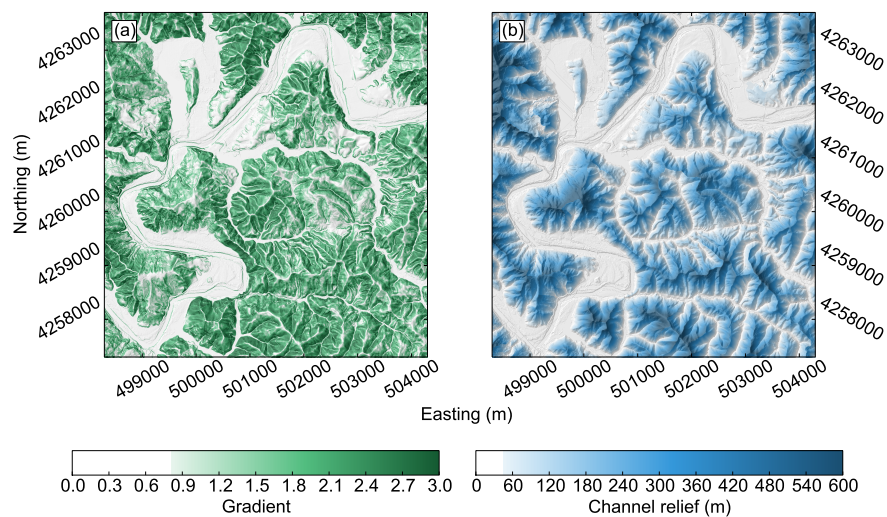 (a)
(b)
4263000
4262000
4261000
4260000
4259000
4258000
Northing (m)
4263000
4262000
4261000
4260000
4259000
4258000
499000 500000 501000 502000 503000 504000
499000 500000 501000 502000 503000 504000
Easting (m)
0.0 0.3 0.6 0.9 1.2 1.5 1.8 2.1 2.4 2.7 3.0
Gradient
0 60 120 180 240 300 360 420 480 540 600
Channel relief (m)